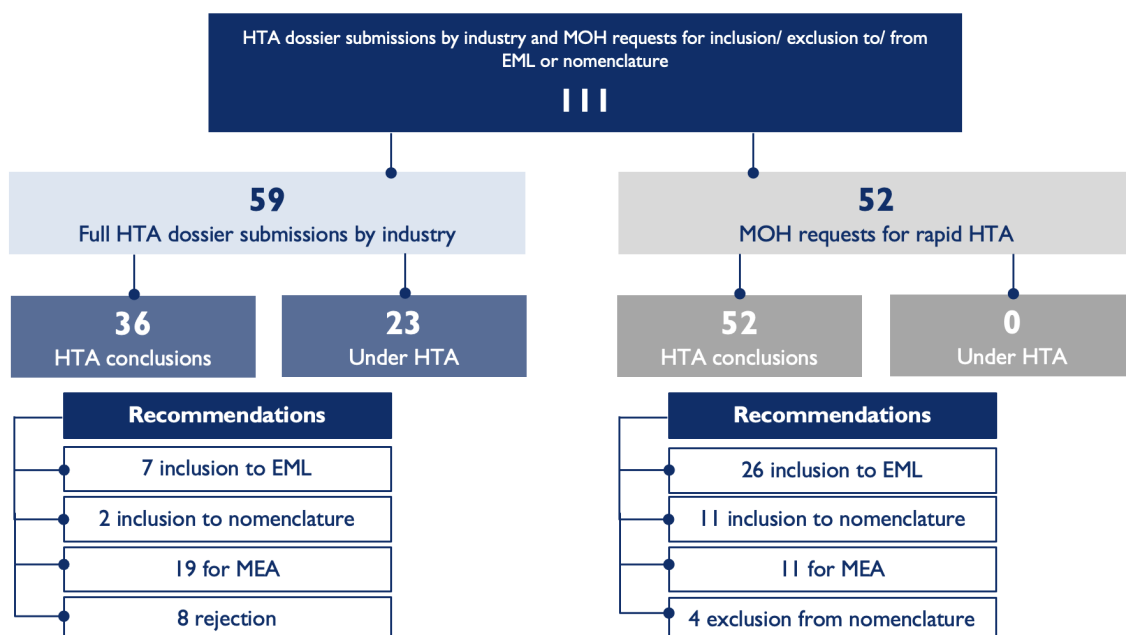 HTA dossier submissions by industry and MOH requests for inclusion/ exclusion to/ from
EML or nomenclature
111
59
Full HTA dossier submissions by industry
52
MOH requests for rapid HTA
36
HTA conclusions
23
Under HTA
52
HTA conclusions
0
Under HTA
Recommendations
7 inclusion to EML
2 inclusion to nomenclature
19 for MEA
8 rejection
Recommendations
26 inclusion to EML
11 inclusion to nomenclature
11 for MEA
4 exclusion from nomenclature